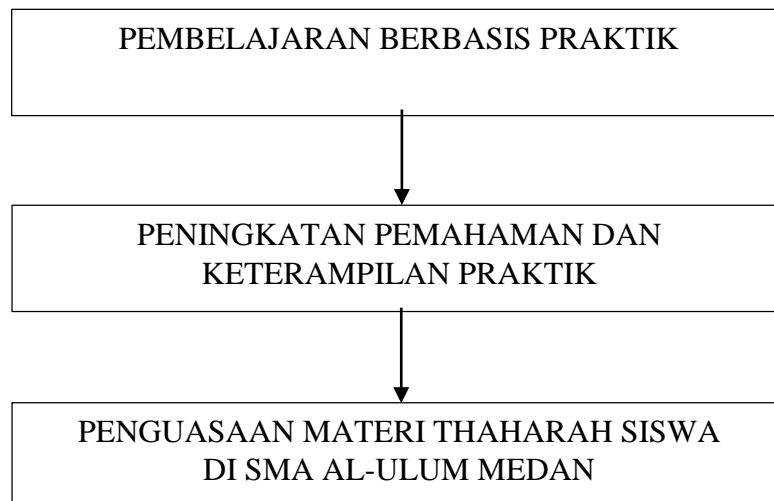 PEMBELAJARAN BERBASIS PRAKTIK
PENINGKATAN PEMAHAMAN DAN
KETERAMPILAN PRAKTIK
PENGUASAAN MATERI THAHARAH SISWA
DI SMA AL-ULUM MEDAN